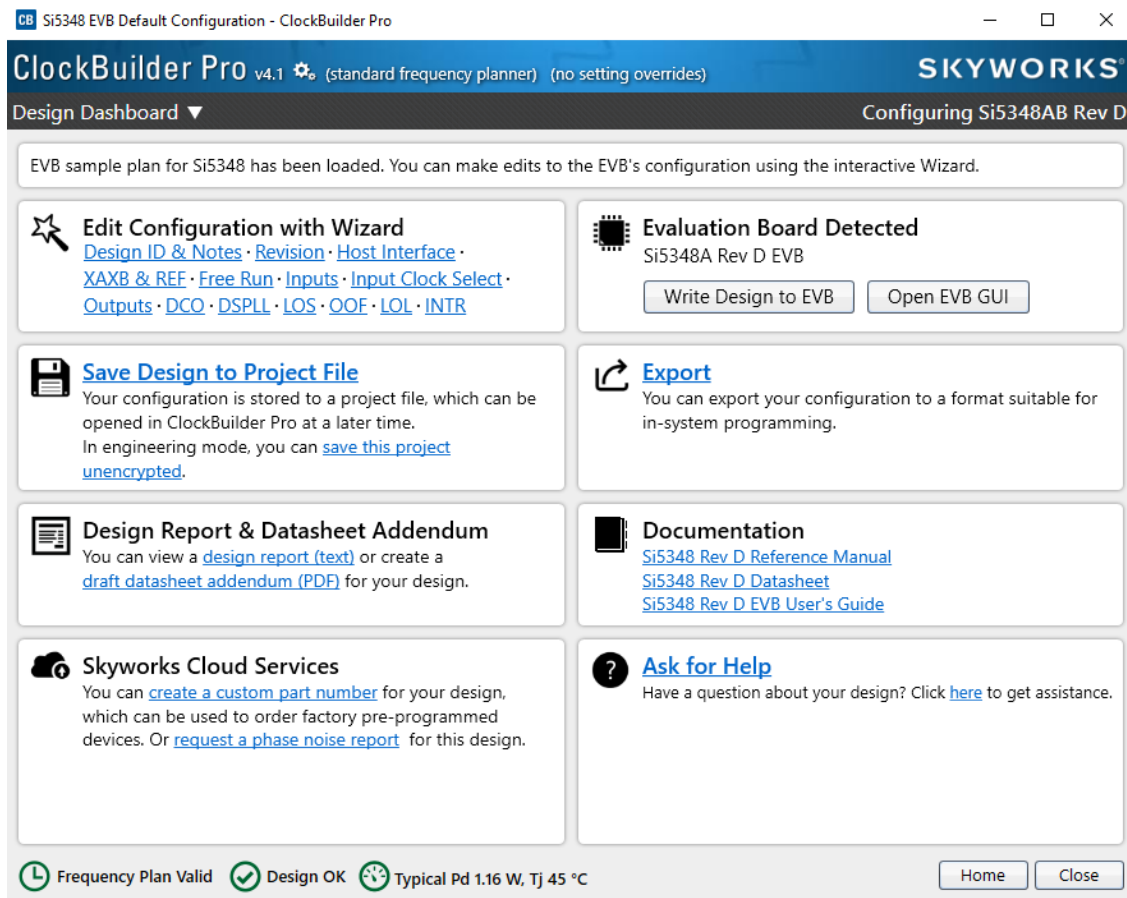 CB Si5348 EVB Default Configuration - ClockBuilder Pro
ClockBuilder Pro v4.1 (standard frequency planner) (no setting overrides)
SKYWORKS
Design Dashboard ▼
Configuring Si5348AB Rev D
EVB sample plan for Si5348 has been loaded. You can make edits to the EVB's configuration using the interactive Wizard.
Edit Configuration with Wizard
Design ID & Notes · Revision · Host Interface ·
XAXB & REF · Free Run · Inputs · Input Clock Select ·
Outputs · DCO · DSPLL · LOS · OOF · LOL · INTR
Evaluation Board Detected
Si5348A Rev D EVB
Write Design to EVB
Open EVB GUI
Save Design to Project File
Your configuration is stored to a project file, which can be
opened in ClockBuilder Pro at a later time.
In engineering mode, you can save this project
unencrypted.
Export
You can export your configuration to a format suitable for
in-system programming.
Design Report & Datasheet Addendum
You can view a design report (text) or create a
draft datasheet addendum (PDF) for your design.
Documentation
Si5348 Rev D Reference Manual
Si5348 Rev D Datasheet
Si5348 Rev D EVB User's Guide
Skyworks Cloud Services
You can create a custom part number for your design,
which can be used to order factory pre-programmed
devices. Or request a phase noise report for this design.
? Ask for Help
Have a question about your design? Click here to get assistance.
Frequency Plan Valid
Design OK
Typical Pd 1.16 W, Tj 45 °C
Home
Close